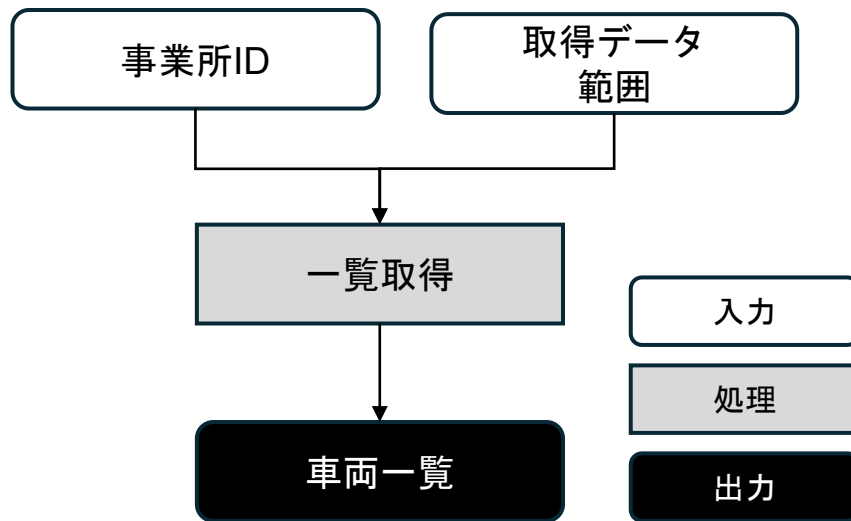 事業所ID
取得データ
範囲
一覧取得
入力
処理
車両一覧
出力